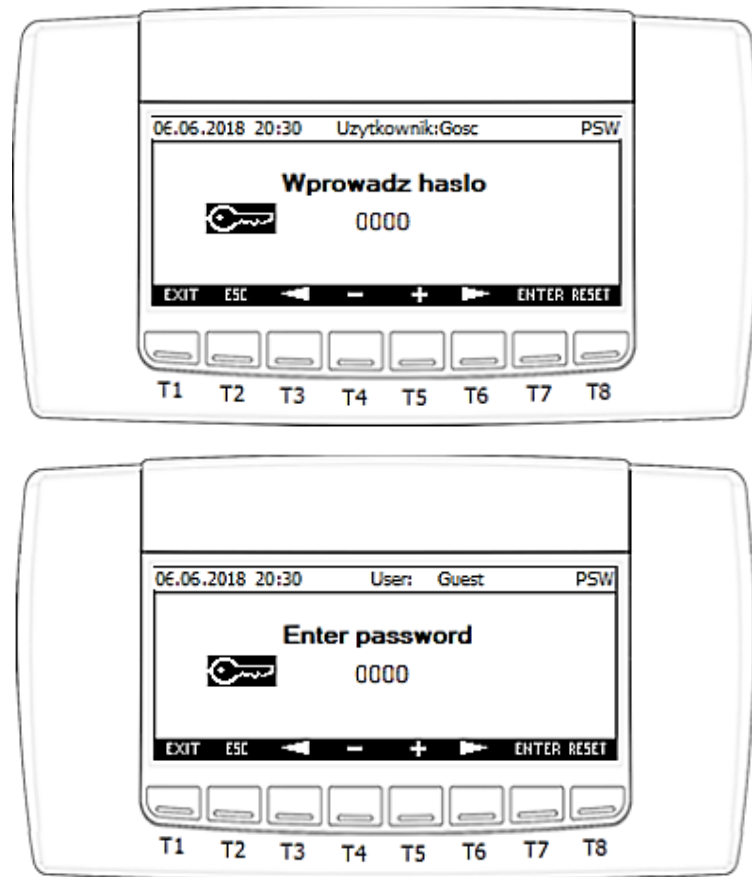 06.06.2018 20:30 Uzytkownik:Gosc PSW
Wprowadz haslo
0000
EXIT ESC - + ENTER RESET
T1 T2 T3 T4 T5 T6 T7 T8
06.06.2018 20:30 User: Guest PSW
Enter password
0000
EXIT ESC - + ENTER RESET
T1 T2 T3 T4 T5 T6 T7 T8